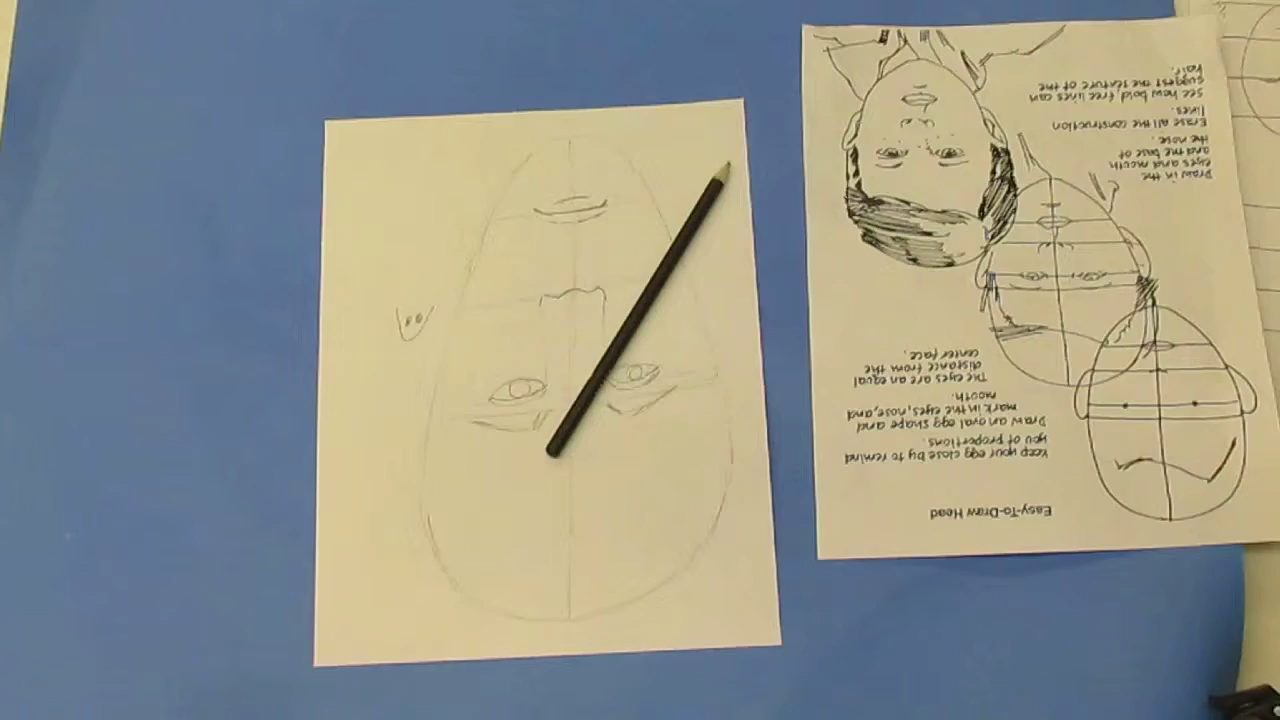 Easy-To-Draw Head
Keep your egg close by to remind
you of proportions.
Draw an oval egg shape and
mark in the eyes, nose, and
mouth.
The eyes are an equal
distance from the
center face.
Draw in the
eyes and mouth
and the base of
the nose.
Erase all the construction
lines.
See how bold free lines can
suggest the texture of the
hair.